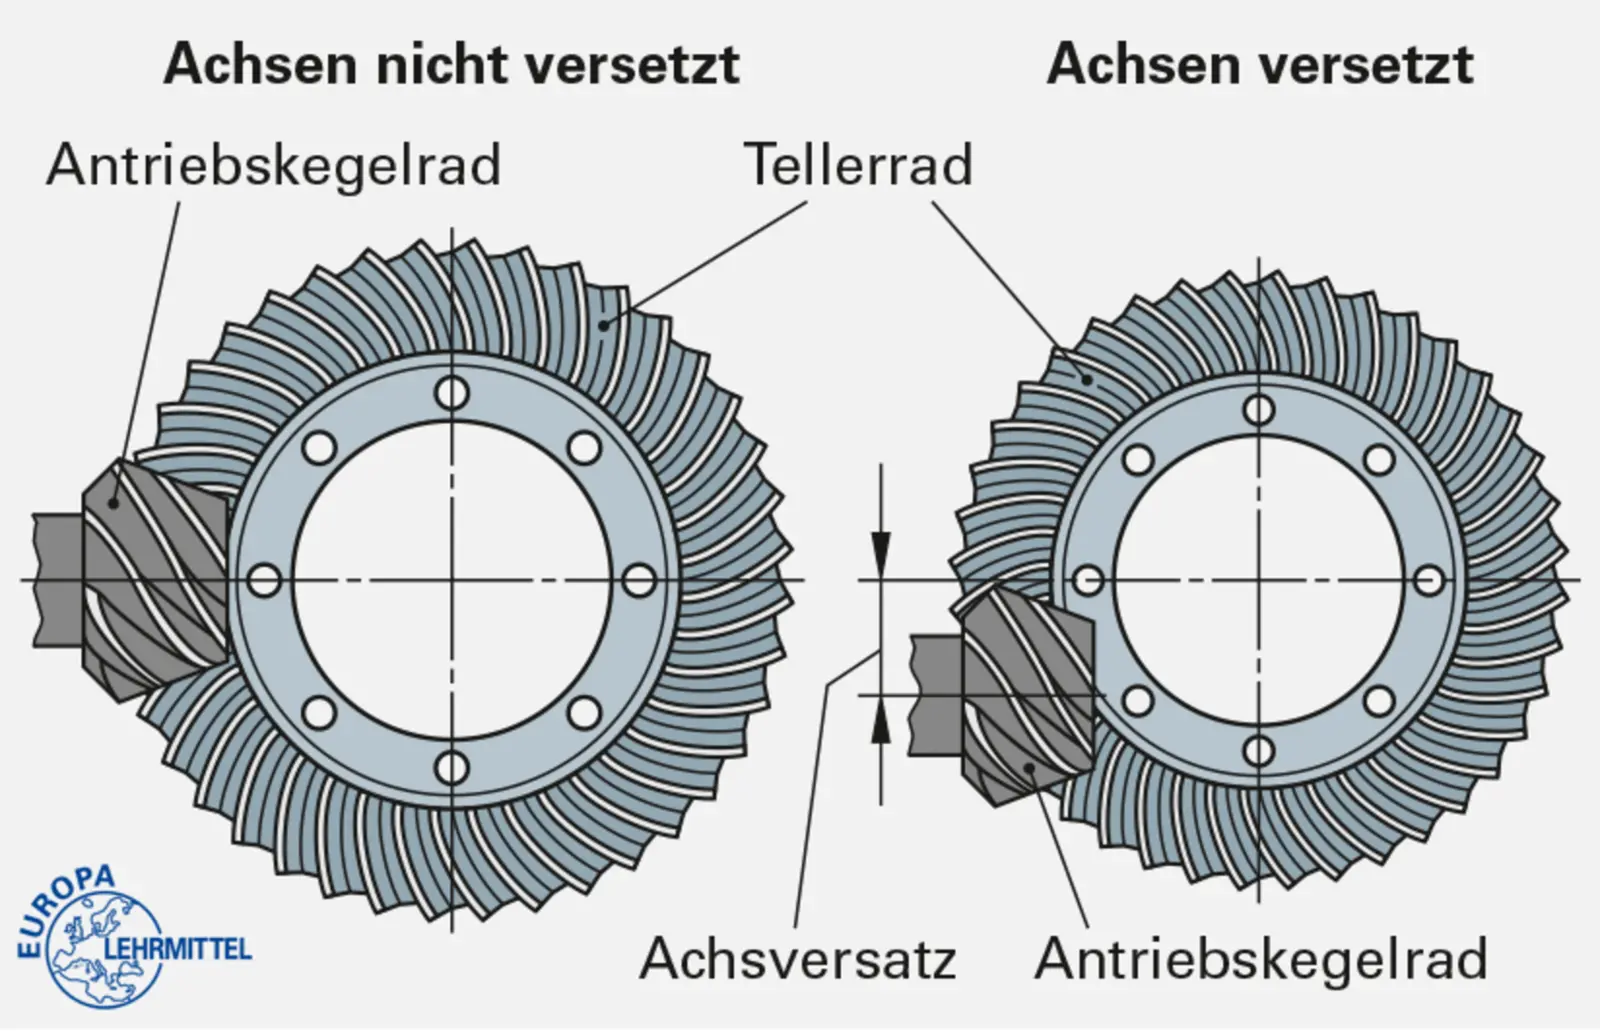 Achsen nicht versetzt
Achsen versetzt
Antriebskegelrad
Tellerrad
Achsversatz
Antriebskegelrad
EUROPA
LEHRMITTEL